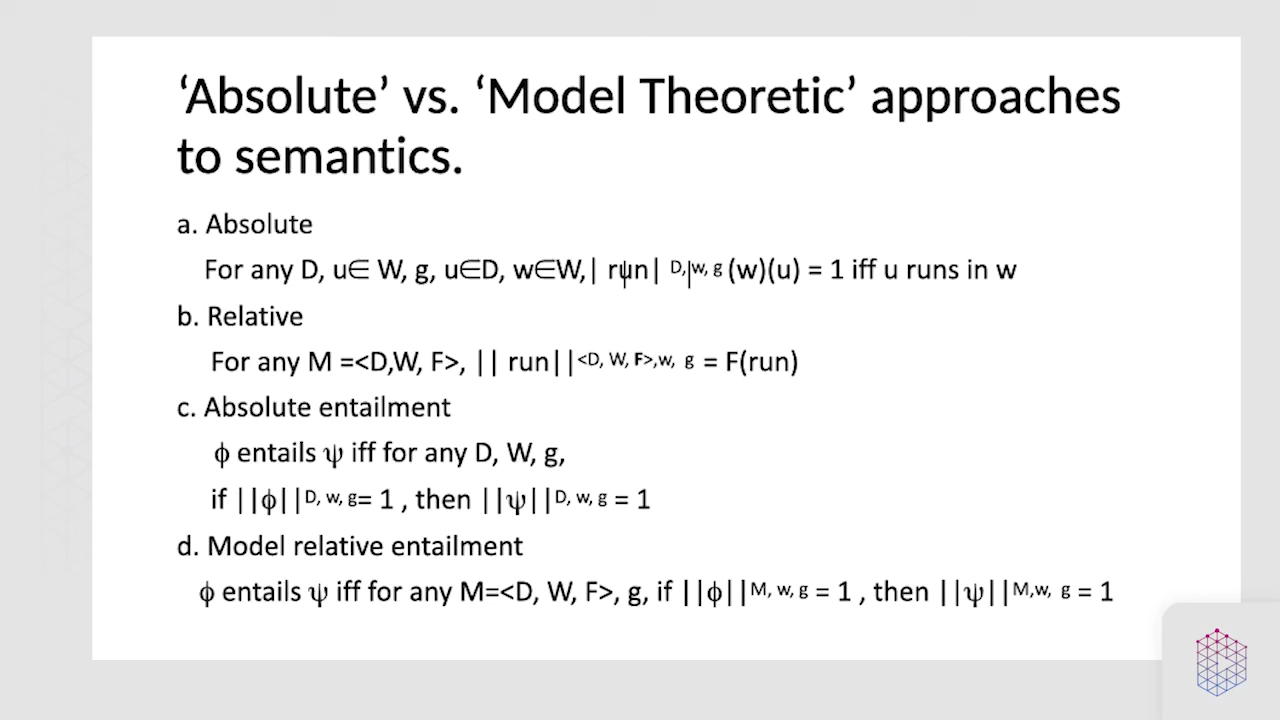 ‘Absolute’ vs. ‘Model Theoretic’ approaches
to semantics.
a. Absolute
For any D, u∈ W, g, u∈D, w∈W,| run| D, w, g (w)(u) = 1 iff u runs in w
b. Relative
For any M =<D,W, F>, || run||<D, W, F>,w, g = F(run)
c. Absolute entailment
ϕ entails ψ iff for any D, W, g,
if ||ϕ||D, w, g= 1 , then ||ψ||D, w, g = 1
d. Model relative entailment
ϕ entails ψ iff for any M=<D, W, F>, g, if ||ϕ||M, w, g = 1 , then ||ψ||M,w, g = 1